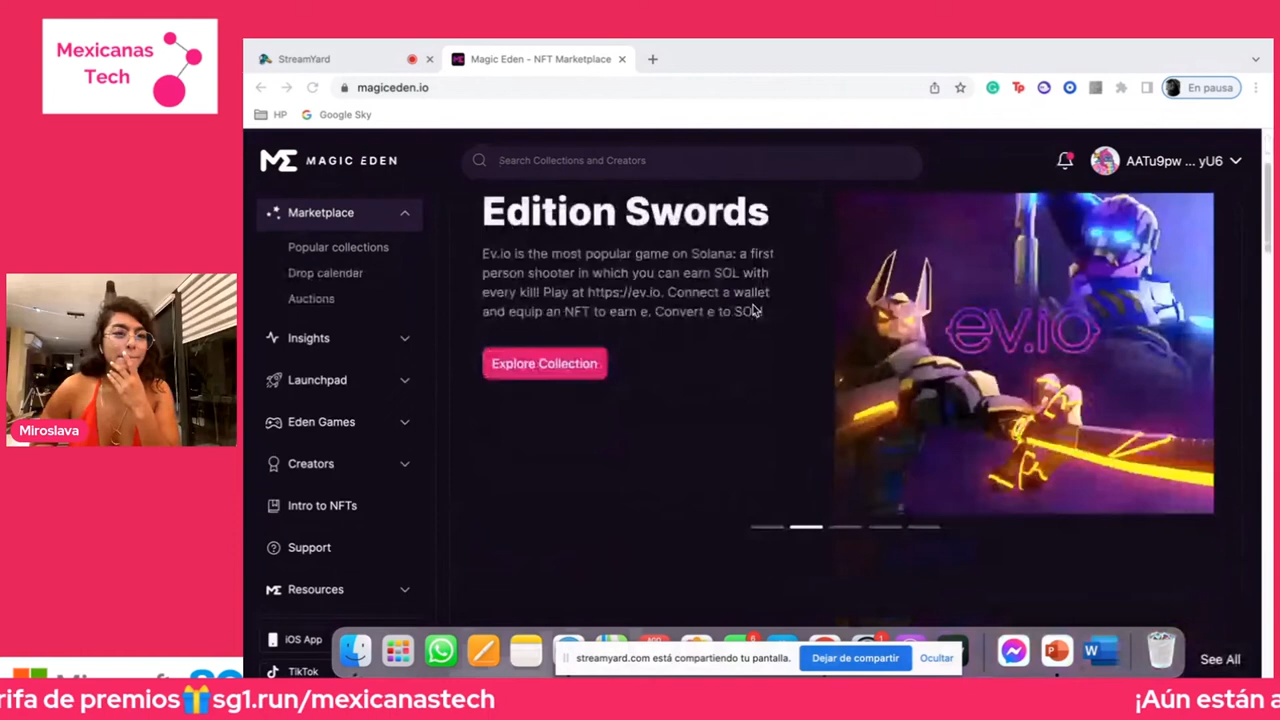 Mexicanas
Tech
StreamYard
Magic Eden - NFT Marketplace
magiceden.io
En pausa
HP
Google Sky
ME MAGIC EDEN
Search Collections and Creators
AATu9pw ... yU6
Marketplace
Popular collections
Drop calender
Auctions
Insights
Launchpad
Eden Games
Creators
Intro to NFTs
Support
ME Resources
iOS App
TikTok
Edition Swords
Ev.io is the most popular game on Solana: a first
person shooter in which you can earn SOL with
every kill! Play at https://ev.io. Connect a wallet
and equip an NFT to earn e. Convert e to SOL!
Explore Collection
ev.io
See All
Miroslava
streamyard.com está compartiendo tu pantalla.
Dejar de compartir
Ocultar
rifa de premios sg1.run/mexicanastech
¡Aún están a